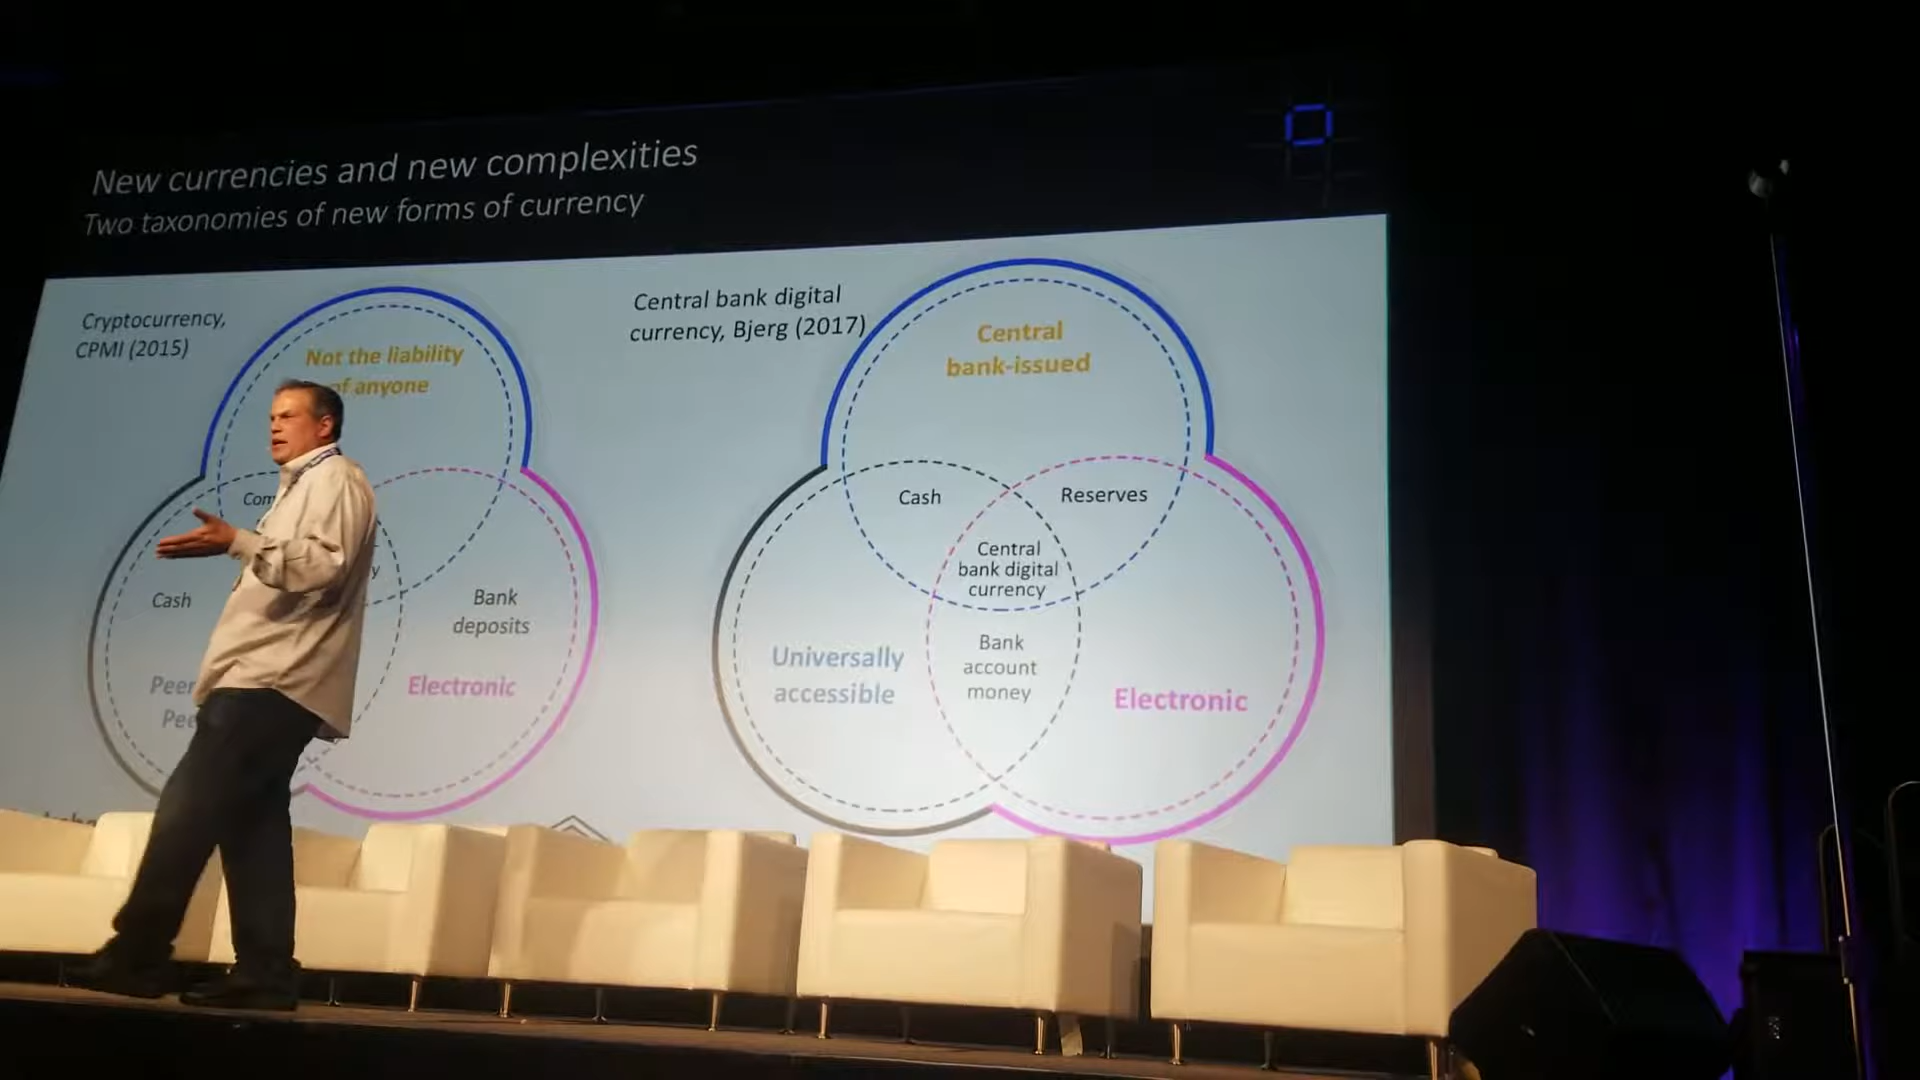 New currencies and new complexities
Two taxonomies of new forms of currency
Cryptocurrency,
CPMI (2015)
Not the liability
of anyone
Cash
Bank
deposits
Electronic
Central bank digital
currency, Bjerg (2017)
Central
bank-issued
Cash
Reserves
Central
bank digital
currency
Bank
account
money
Universally
accessible
Electronic